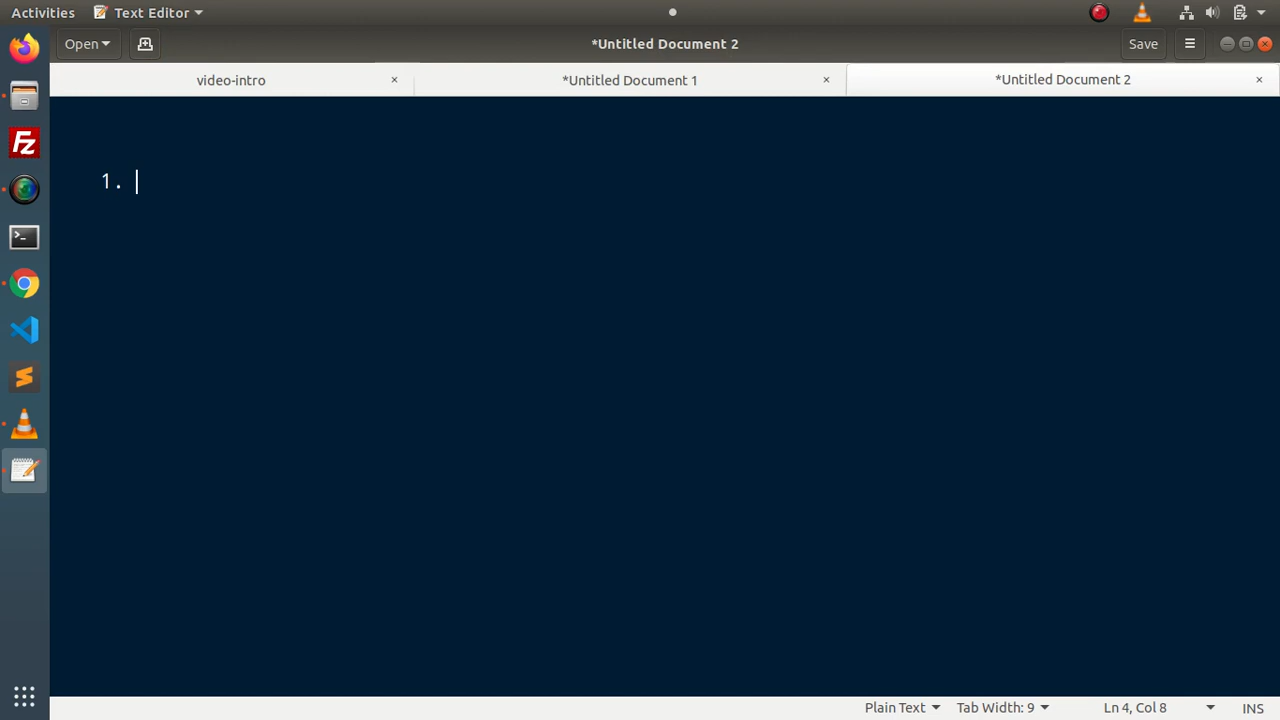 Activities Text Editor
Open *Untitled Document 2 Save
video-intro × *Untitled Document 1 × *Untitled Document 2 ×
1.
Plain Text Tab Width: 9 Ln 4, Col 8 INS